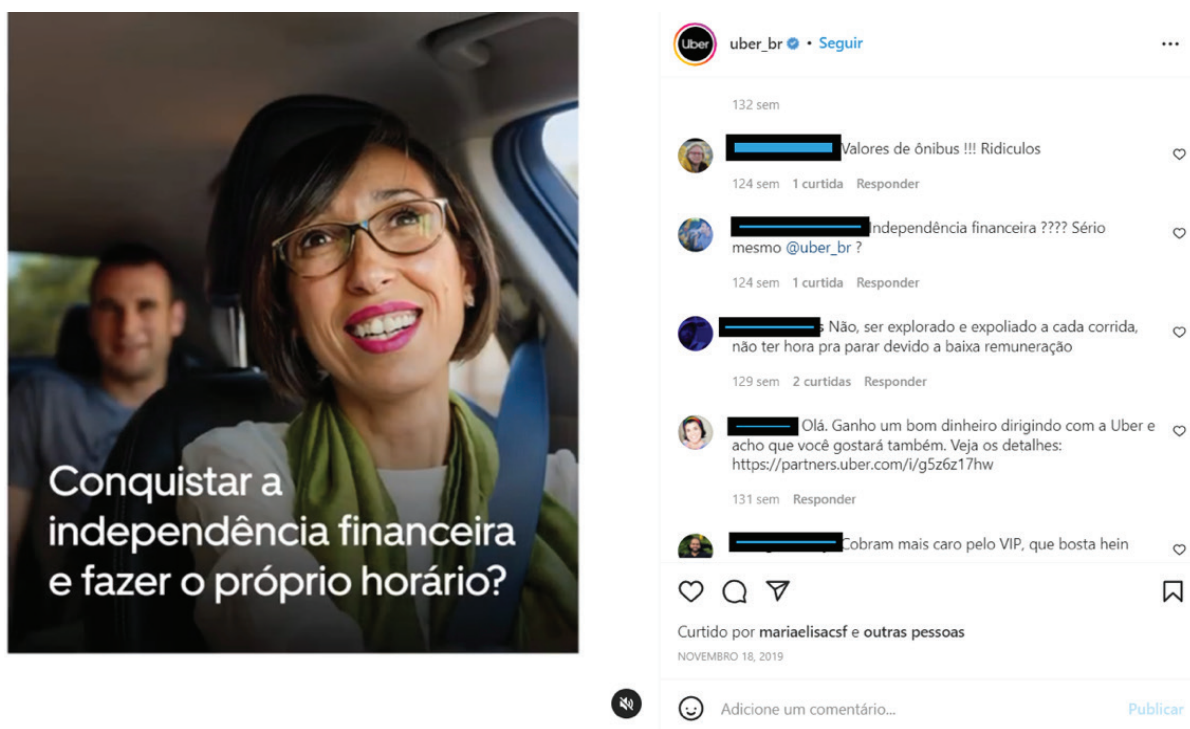 Conquistar a
independência financeira
e fazer o próprio horário?
Uber
uber_br • Seguir
132 sem
Valores de ônibus !!! Ridiculos
124 sem 1 curtida Responder
Independência financeira ???? Sério
mesmo @uber_br ?
124 sem 1 curtida Responder
s Não, ser explorado e expoliado a cada corrida,
não ter hora pra parar devido a baixa remuneração
129 sem 2 curtidas Responder
Olá. Ganho um bom dinheiro dirigindo com a Uber e
acho que você gostará também. Veja os detalhes:
https://partners.uber.com/i/g5z6z17hw
131 sem Responder
Cobram mais caro pelo VIP, que bosta hein
Curtido por mariaelisacsf e outras pessoas
NOVEMBRO 18, 2019
Adicione um comentário...
Publicar